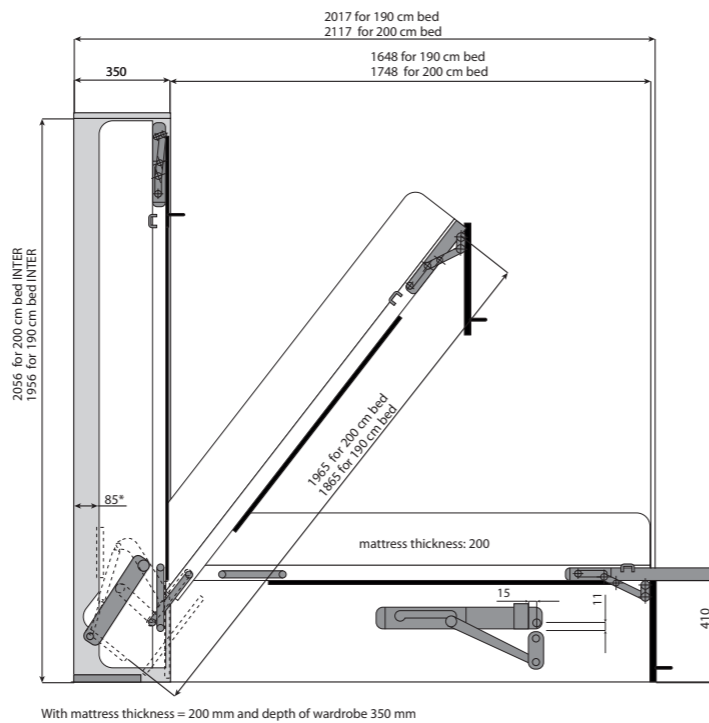 2017 for 190 cm bed
2117 for 200 cm bed
1648 for 190 cm bed
1748 for 200 cm bed
350
2056 for 200 cm bed INTER
1956 for 190 cm bed INTER
1965 for 200 cm bed
1865 for 190 cm bed
85*
mattress thickness: 200
15
11
410
With mattress thickness = 200 mm and depth of wardrobe 350 mm